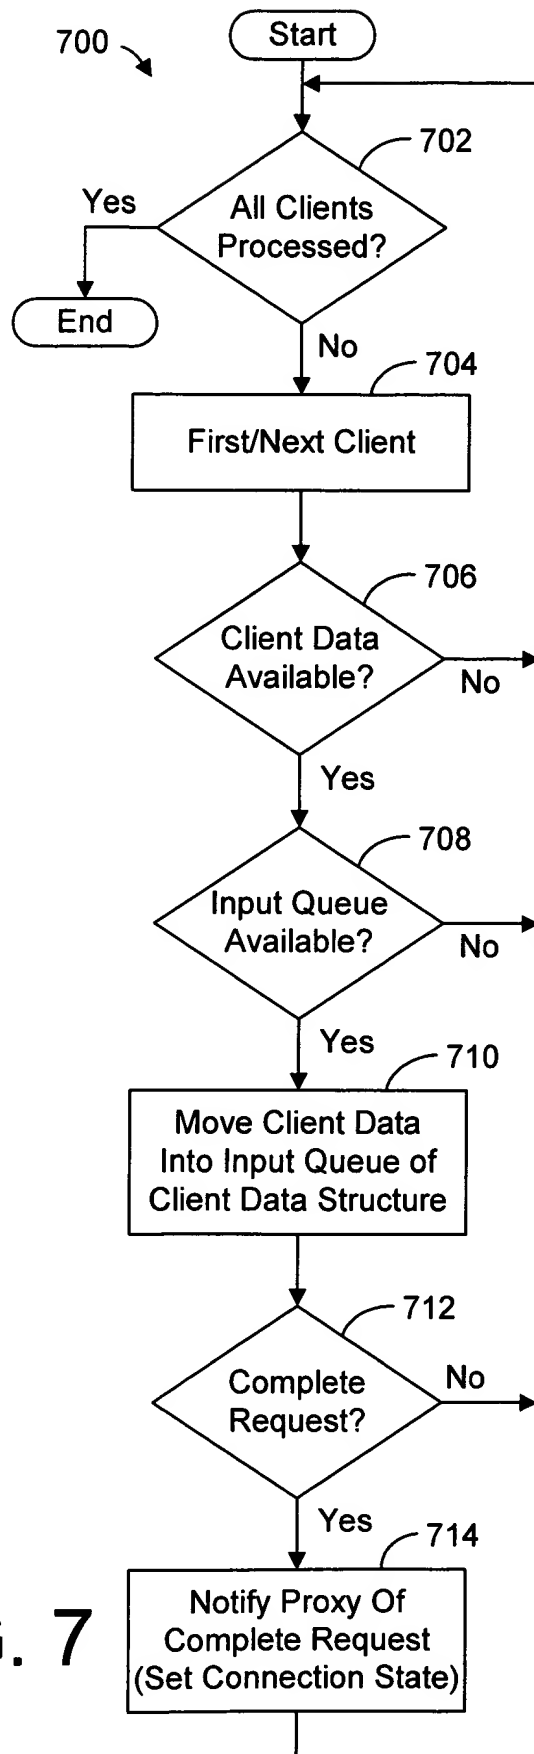 700
Start
702
Yes
All Clients
Processed?
End
No
704
First/Next Client
706
Client Data
Available?
No
Yes
708
Input Queue
Available?
No
Yes
710
Move Client Data
Into Input Queue of
Client Data Structure
712
Complete
Request?
No
Yes
714
Notify Proxy Of
Complete Request
(Set Connection State)
. 7